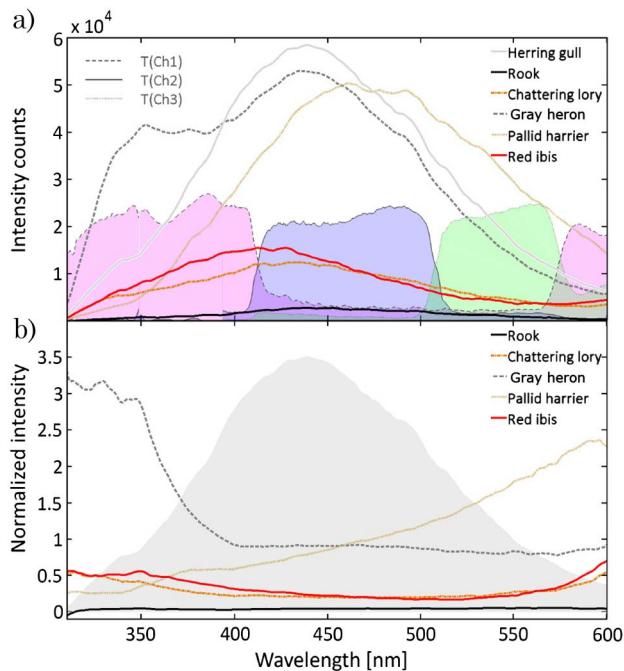 a)
x 10⁴
6
5
4
3
2
1
Intensity counts
T(Ch1)
T(Ch2)
T(Ch3)
Herring gull
Rook
Chattering lory
Gray heron
Pallid harrier
Red ibis
b)
3.5
3
2.5
2
1.5
1
0.5
0
Normalized intensity
Rook
Chattering lory
Gray heron
Pallid harrier
Red ibis
350 400 450 500 550 600
Wavelength [nm]